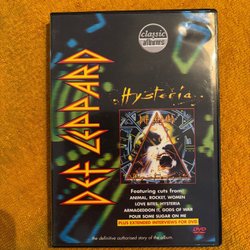 classic
albums
DEF LEPPARD
Hysteria
Featuring cuts from:
ANIMAL, ROCKET, WOMEN
LOVE BITES, HYSTERIA
ARMAGEDDON IT, GODS OF WAR
POUR SOME SUGAR ON ME
PLUS EXTENDED INTERVIEWS FOR DVD
the definitive authorised story of the album
DVD